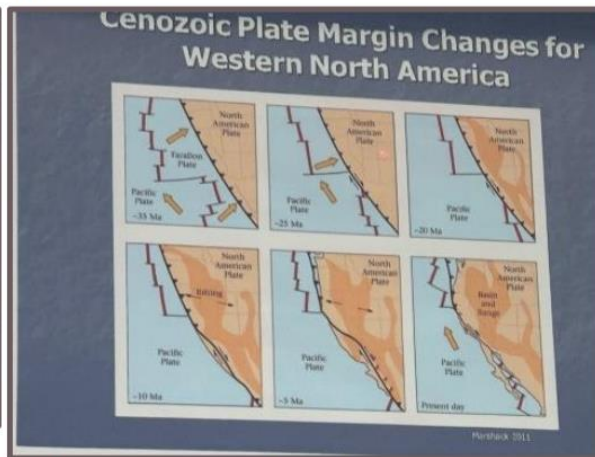 Cenozoic Plate Margin Changes for
Western North America
North
American
Plate
Farallon
Plate
Pacific
Plate
~35 Ma
North
American
Plate
Pacific
Plate
~25 Ma
North
American
Plate
Pacific
Plate
~20 Ma
North
American
Plate
Rifting
Pacific
Plate
~10 Ma
North
American
Plate
Pacific
Plate
~5 Ma
North
American
Plate
Basin
and
Range
Pacific
Plate
Present day
Marshack 2011